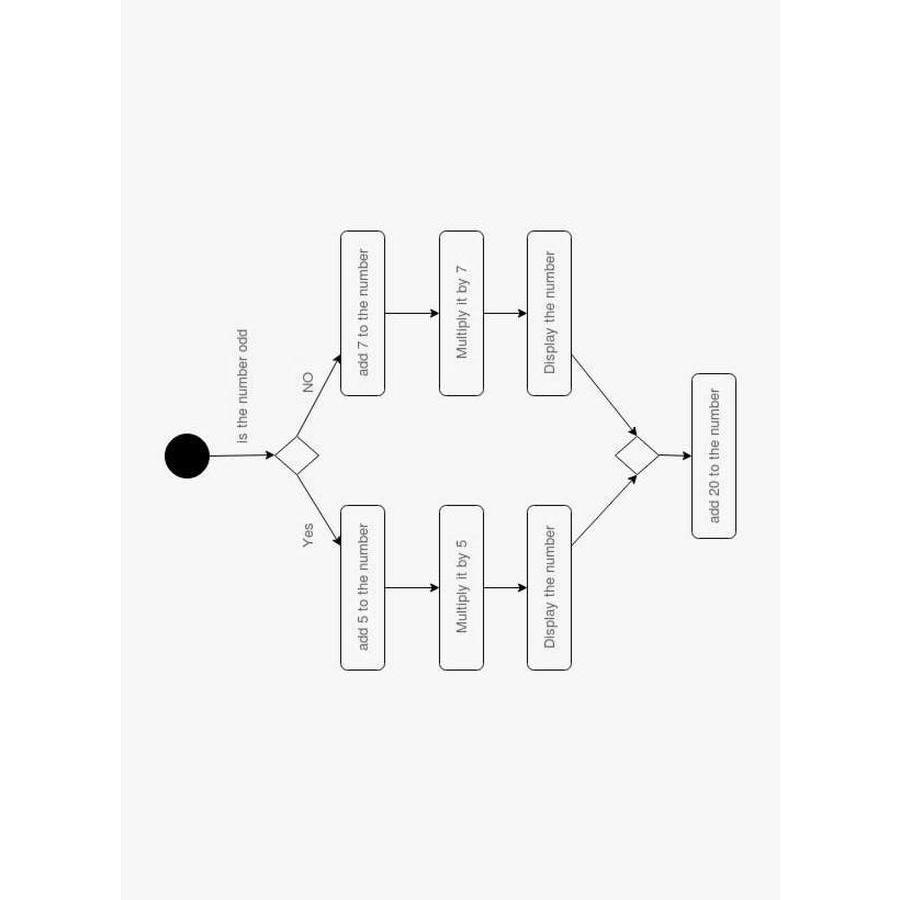 is the number odd
Yes
NO
add 5 to the number
add 7 to the number
Multiply it by 5
Multiply it by 7
Display the number
Display the number
add 20 to the number